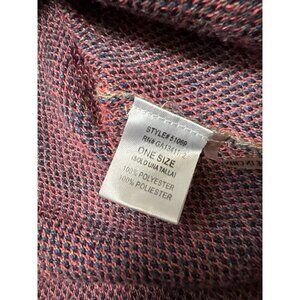 STYLE# 51069
ONE SIZE
(SOLO UNA TALLA)
100% POLYESTER
100% POLIESTER